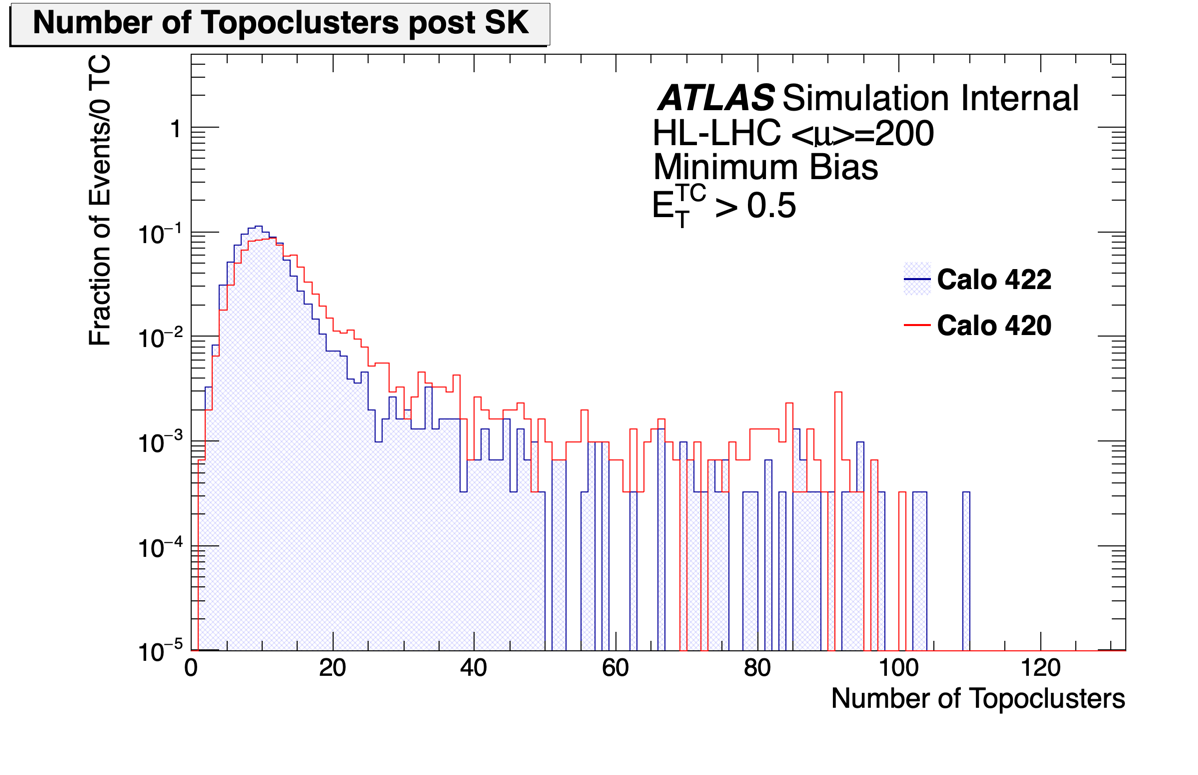 Number of Topoclusters post SK
Fraction of Events/0 TC
ATLAS Simulation Internal
HL-LHC <μ>=200
Minimum Bias
E_T^TC > 0.5
Calo 422
Calo 420
1
10−1
10−2
10−3
10−4
10−5
0 20 40 60 80 100 120
Number of Topoclusters